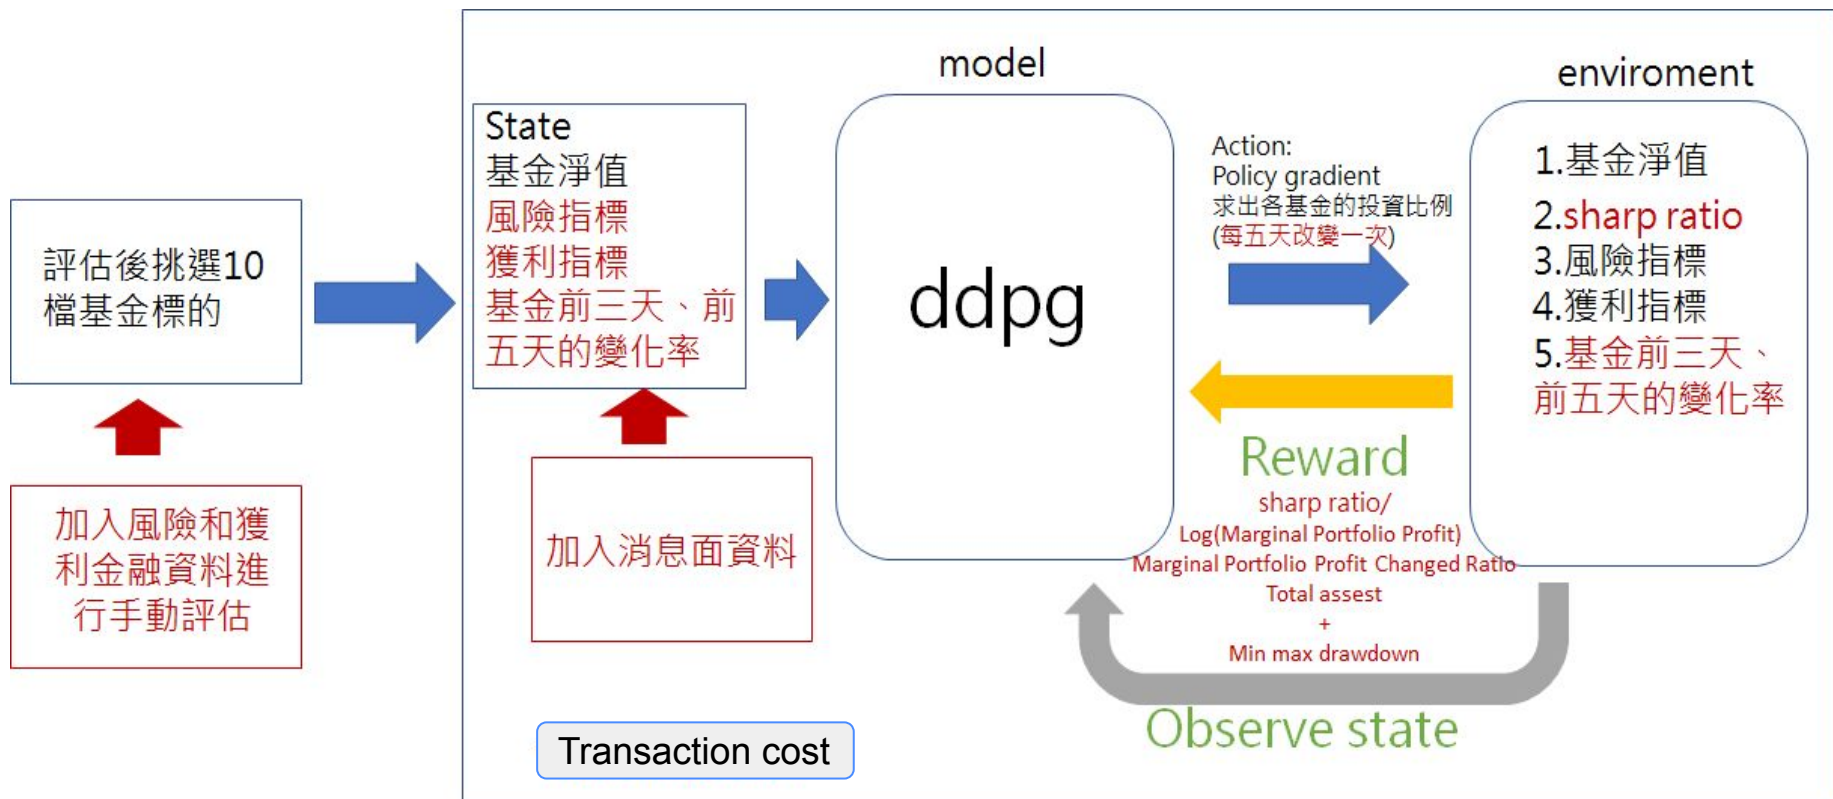 評估後挑選10
檔基金標的
加入風險和獲
利金融資料進
行手動評估
State
基金淨值
風險指標
獲利指標
基金前三天、前
五天的變化率
加入消息面資料
model
ddpg
Action:
Policy gradient
求出各基金的投資比例
(每五天改變一次)
enviroment
1.基金淨值
2.sharp ratio
3.風險指標
4.獲利指標
5.基金前三天、
前五天的變化率
Reward
sharp ratio/
Log(Marginal Portfolio Profit)
Marginal Portfolio Profit Changed Ratio
Total assest
+
Min max drawdown
Observe state
Transaction cost